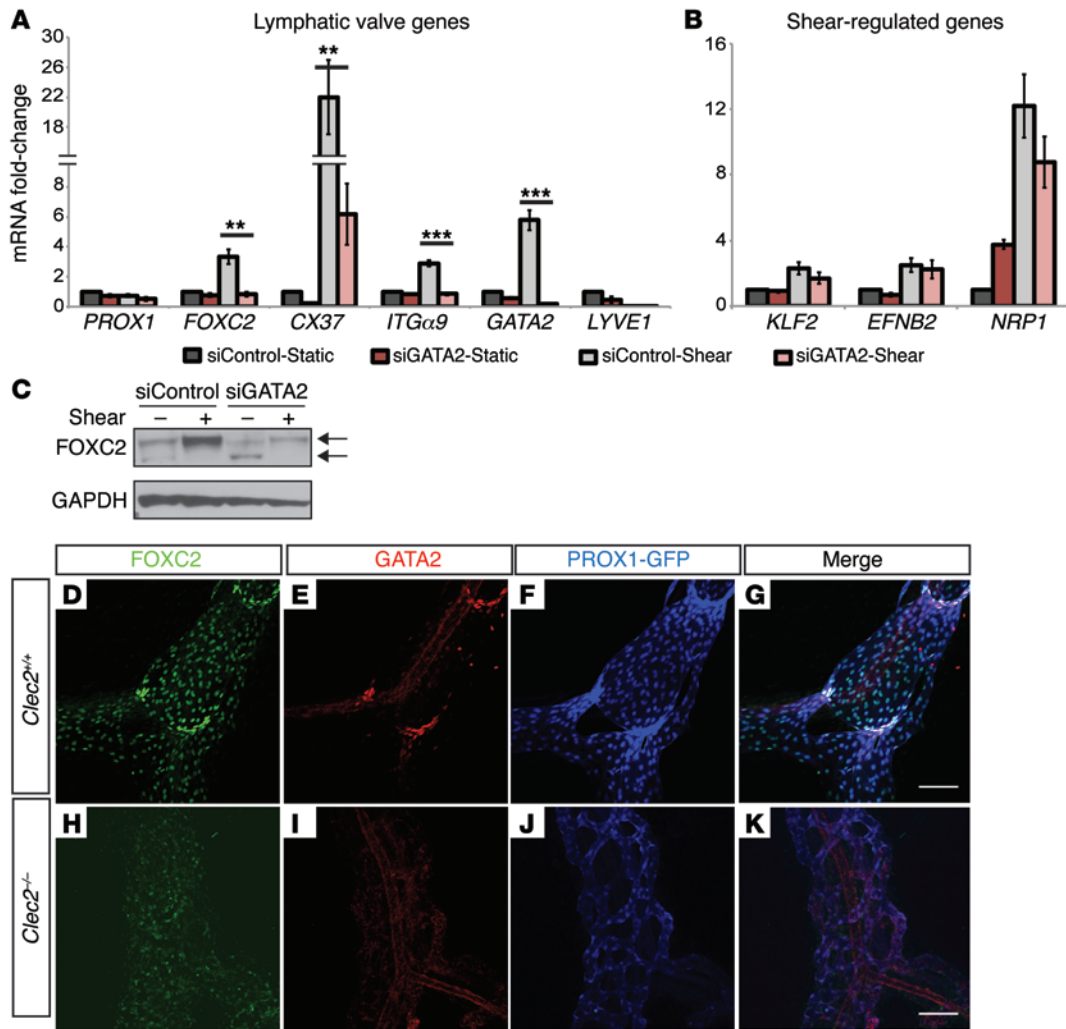 A Lymphatic valve genes
mRNA fold-change
30
26
22
18
8
6
4
2
0
**
**
***
***
PROX1 FOXC2 CX37 ITGα9 GATA2 LYVE1
B Shear-regulated genes
16
12
8
4
0
KLF2 EFNB2 NRP1
siControl-Static siGATA2-Static siControl-Shear siGATA2-Shear
C
siControl siGATA2
Shear − + − +
FOXC2
GAPDH
FOXC2 GATA2 PROX1-GFP Merge
Clec2+/+
D E F G
Clec2−/−
H I J K